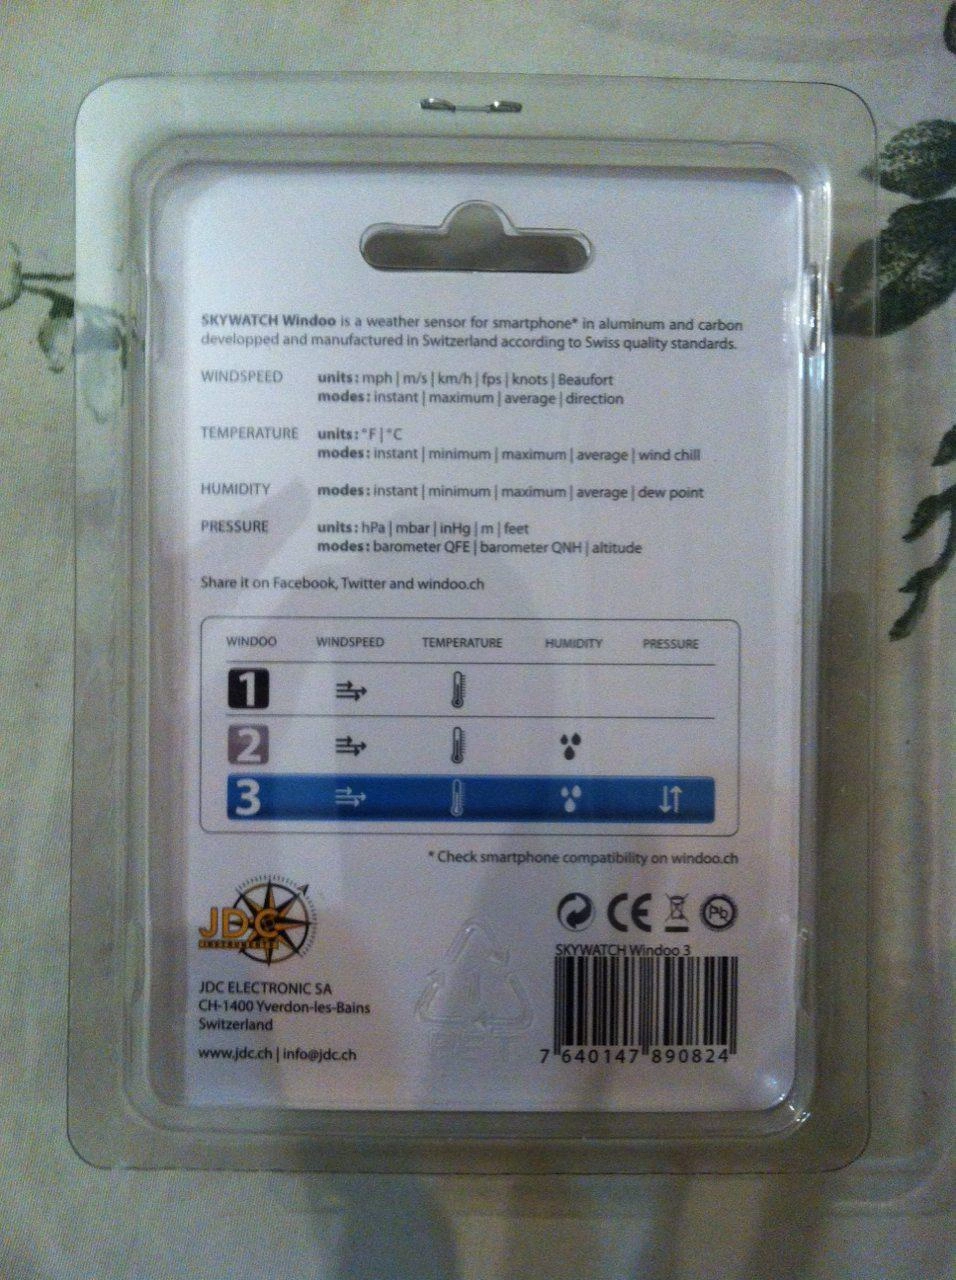 SKYWATCH Windoo is a weather sensor for smartphone* in aluminum and carbon
developped and manufactured in Switzerland according to Swiss quality standards.
WINDSPEED units: mph | m/s | km/h | fps | knots | Beaufort
modes: instant | maximum | average | direction
TEMPERATURE units: °F | °C
modes: instant | minimum | maximum | average | wind chill
HUMIDITY modes: instant | minimum | maximum | average | dew point
PRESSURE units: hPa | mbar | inHg | m | feet
modes: barometer QFE | barometer QNH | altitude
Share it on Facebook, Twitter and windoo.ch
WINDOO WINDSPEED TEMPERATURE HUMIDITY PRESSURE
1
2
3
* Check smartphone compatibility on windoo.ch
JDC
CE Pb
SKYWATCH Windoo 3
JDC ELECTRONIC SA
CH-1400 Yverdon-les-Bains
Switzerland
www.jdc.ch | info@jdc.ch
1
PET
7 640147 890824